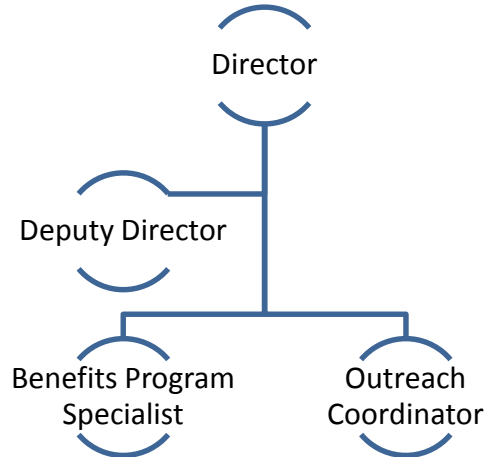 Director
Deputy Director
Benefits Program
Specialist
Outreach
Coordinator